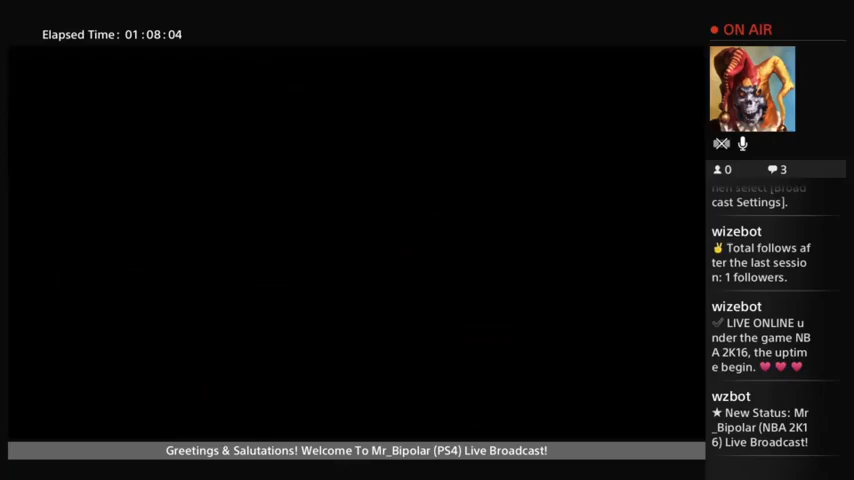 Elapsed Time: 01:08:04
ON AIR
0 3
cast Settings].
wizebot
✌ Total follows af
ter the last sessio
n: 1 followers.
wizebot
✓ LIVE ONLINE u
nder the game NB
A 2K16, the uptim
e begin. ♥ ♥ ♥
wzbot
★ New Status: Mr
_Bipolar (NBA 2K1
6) Live Broadcast!
Greetings & Salutations! Welcome To Mr_Bipolar (PS4) Live Broadcast!